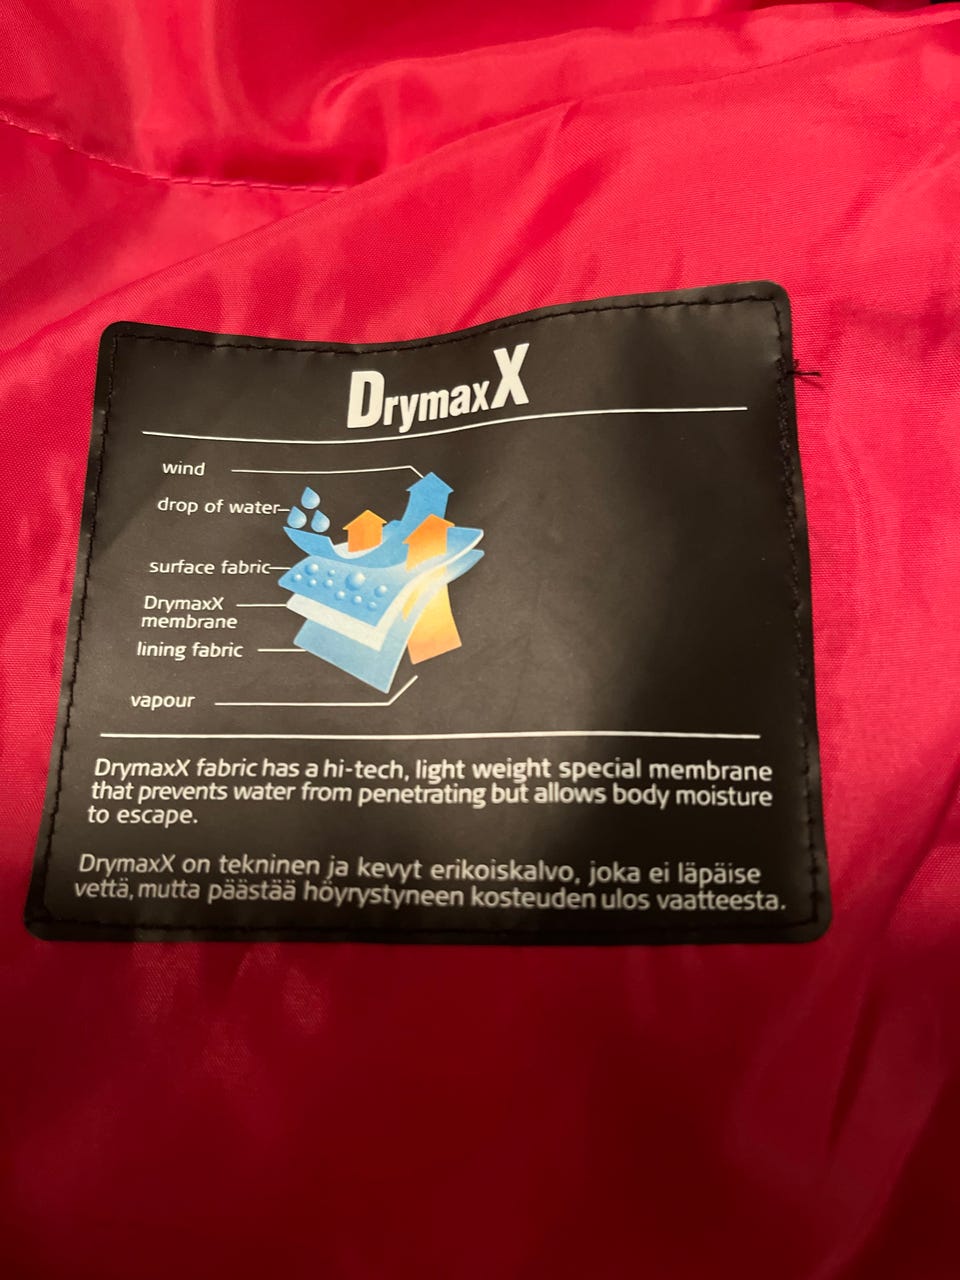 DrymaxX
wind
drop of water
surface fabric
DrymaxX
membrane
lining fabric
vapour
DrymaxX fabric has a hi-tech, light weight special membrane
that prevents water from penetrating but allows body moisture
to escape.
DrymaxX on tekninen ja kevyt erikoiskalvo, joka ei läpäise
vettä, mutta päästää höyrystyneen kosteuden ulos vaatteesta.